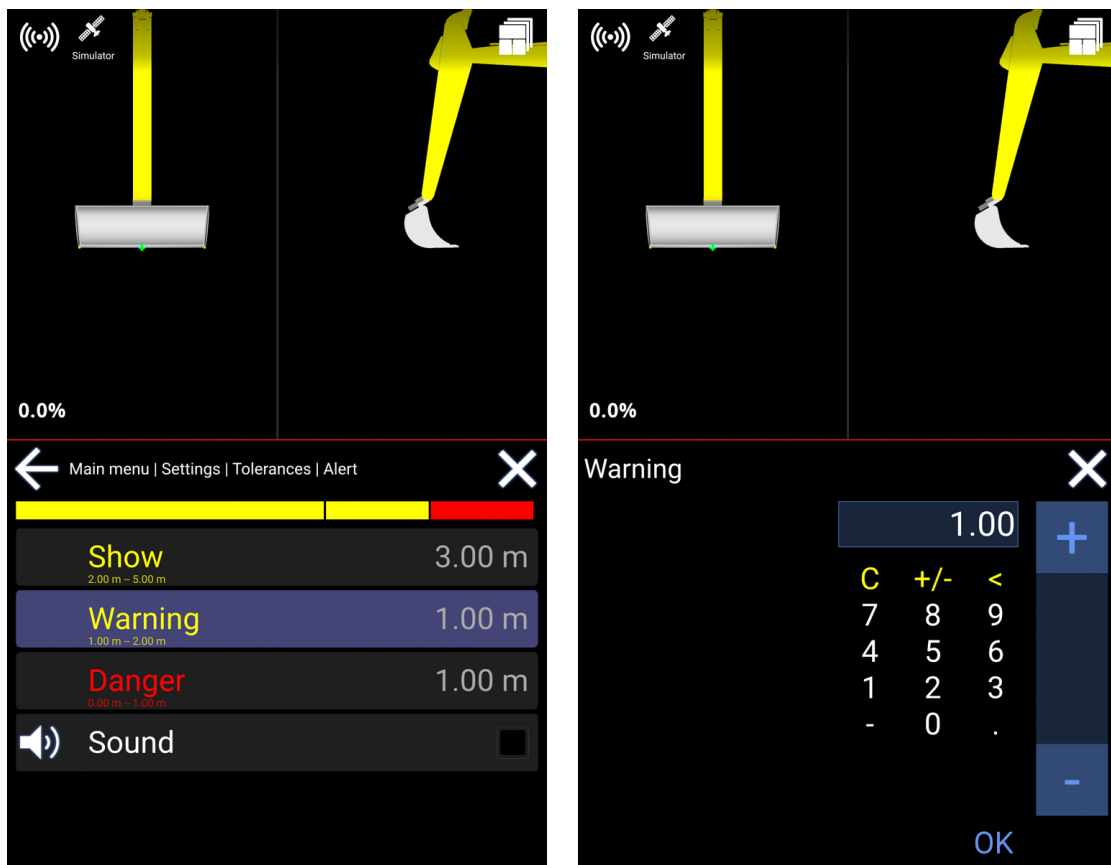 Simulator
0.0%
Main menu | Settings | Tolerances | Alert
Show 3.00 m
2.00 m – 5.00 m
Warning 1.00 m
1.00 m – 2.00 m
Danger 1.00 m
0.00 m – 1.00 m
Sound
Simulator
0.0%
Warning
1.00
+
C +/- <
7 8 9
4 5 6
1 2 3
- 0 .
-
OK